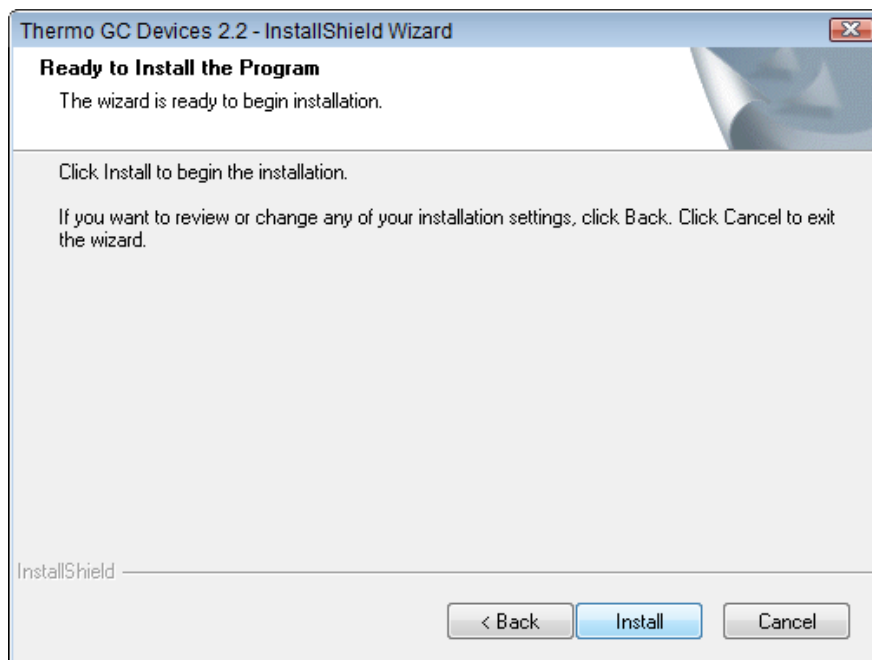 Thermo GC Devices 2.2 - InstallShield Wizard
Ready to Install the Program
The wizard is ready to begin installation.
Click Install to begin the installation.
If you want to review or change any of your installation settings, click Back. Click Cancel to exit
the wizard.
InstallShield
< Back
Install
Cancel